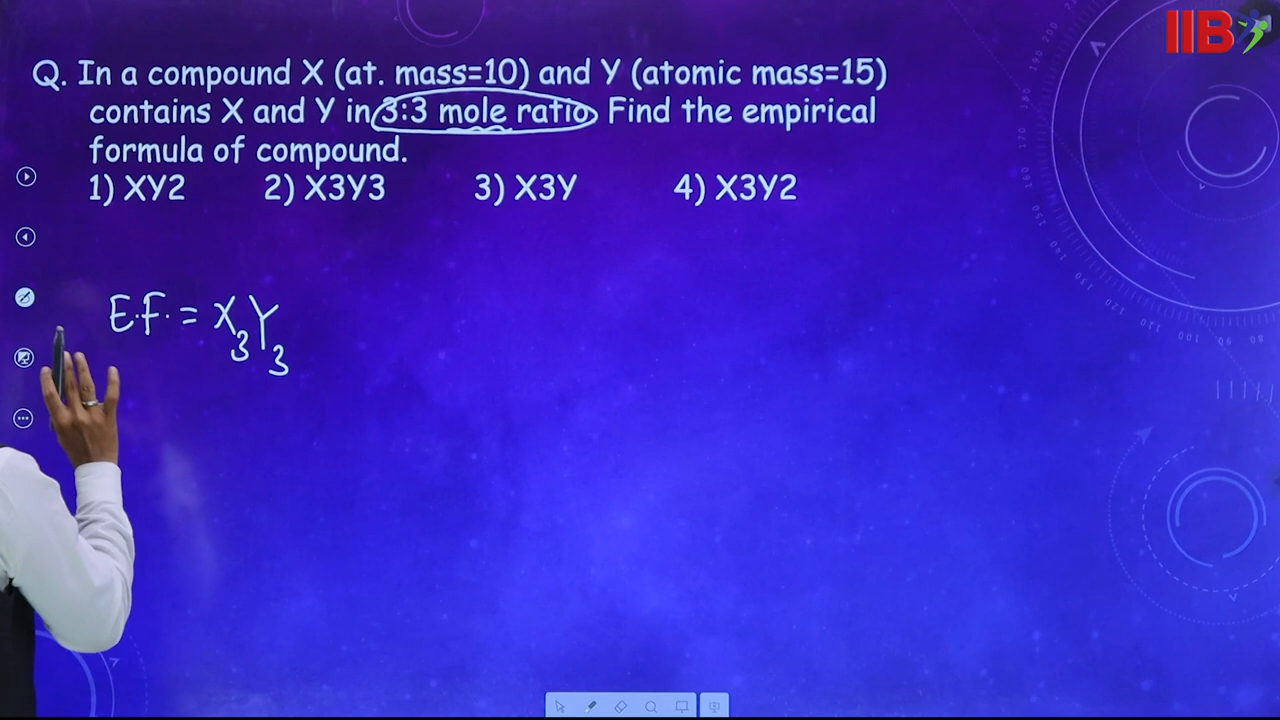 IIB
Q. In a compound X (at. mass=10) and Y (atomic mass=15)
contains X and Y in 3:3 mole ratio Find the empirical
formula of compound.
1) XY2 2) X3Y3 3) X3Y 4) X3Y2
E.F. = X3Y3